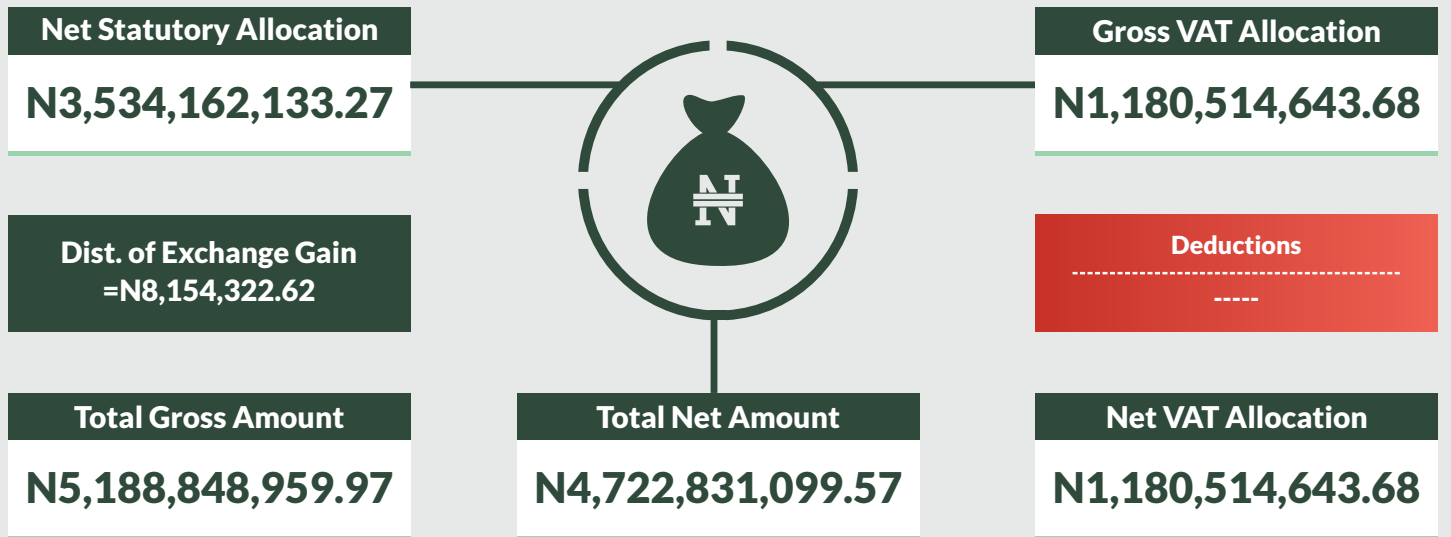 Net Statutory Allocation
N3,534,162,133.27
Gross VAT Allocation
N1,180,514,643.68
₦
Dist. of Exchange Gain
=N8,154,322.62
Deductions
--------------------------------------------
-----
Total Gross Amount
N5,188,848,959.97
Total Net Amount
N4,722,831,099.57
Net VAT Allocation
N1,180,514,643.68